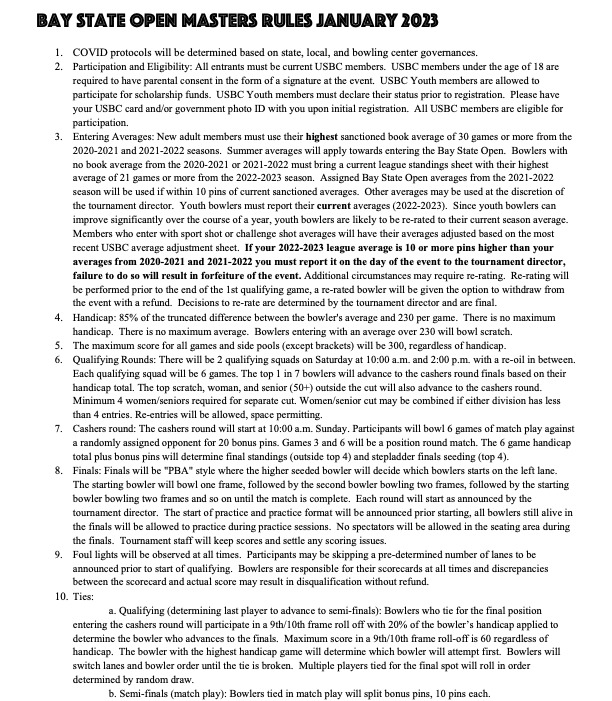 BAY STATE OPEN MASTERS RULES JANUARY 2023
1. COVID protocols will be determined based on state, local, and bowling center governances.
2. Participation and Eligibility: All entrants must be current USBC members. USBC members under the age of 18 are
required to have parental consent in the form of a signature at the event. USBC Youth members are allowed to
participate for scholarship funds. USBC Youth Members must declare their status prior to registration. Please have
your USBC card and/or government photo ID with you upon initial registration. All USBC members are eligible for
participation.
3. Entering Averages: New adult members must use their highest sanctioned book average of 30 games or more from the
2020-2021 and 2021-2022 seasons. Summer averages will apply towards entering the Bay State Open. Bowlers with
no book average from the 2020-2021 or 2021-2022 must bring a current league standings sheet with their highest
average of 21 games or more from the 2022-2023 season. Assigned Bay State Open averages from the 2021-2022
season will be used if within 10 pins of current sanctioned averages. Other averages may be used at the discretion of
the tournament director. Youth bowlers must report their current averages (2022-2023). Since youth bowlers can
improve significantly over the course of a year, youth bowlers are likely to be re-rated to their current season average.
Members who enter with sport shot or challenge shot averages will have their averages adjusted based on the most
recent USBC average adjustment sheet. If your 2022-2023 league average is 10 or more pins higher than your
averages from 2020-2021 and 2021-2022 you must report it on the day of the event to the tournament director,
failure to do so will result in forfeiture of the event. Additional circumstances may require re-rating. Re-rating will
be performed prior to the end of the 1st qualifying game, a re-rated bowler will be given the option to withdraw from
the event with a refund. Decisions to re-rate are determined by the tournament director and are final.
4. Handicap: 85% of the truncated difference between the bowler's average and 230 per game. There is no maximum
handicap. There is no maximum average. Bowlers entering with an average over 230 will bowl scratch.
5. The maximum score for all games and side pools (except brackets) will be 300, regardless of handicap.
6. Qualifying Rounds: There will be 2 qualifying squads on Saturday at 10:00 a.m. and 2:00 p.m. with a re-oil in between.
Each qualifying squad will be 6 games. The top 1 in 7 bowlers will advance to the cashers round finals based on their
handicap total. The top scratch, woman, and senior (50+) outside the cut will also advance to the cashers round.
Minimum 4 women/seniors required for separate cut. Women/senior cut may be combined if either division has less
than 4 entries. Re-entries will be allowed, space permitting.
7. Cashers round: The cashers round will start at 10:00 a.m. Sunday. Participants will bowl 6 games of match play against
a randomly assigned opponent for 20 bonus pins. Games 3 and 6 will be a position round match. The 6 game handicap
total plus bonus pins will determine final standings (outside top 4) and stepladder finals seeding (top 4).
8. Finals: Finals will be "PBA" style where the higher seeded bowler will decide which bowlers starts on the left lane.
The starting bowler will bowl one frame, followed by the second bowler bowling two frames, followed by the starting
bowler bowling two frames and so on until the match is complete. Each round will start as announced by the
tournament director. The start of practice and practice format will be announced prior starting, all bowlers still alive in
the finals will be allowed to practice during practice sessions. No spectators will be allowed in the seating area during
the finals. Tournament staff will keep scores and settle any scoring issues.
9. Foul lights will be observed at all times. Participants may be skipping a pre-determined number of lanes to be
announced prior to start of qualifying. Bowlers are responsible for their scorecards at all times and discrepancies
between the scorecard and actual score may result in disqualification without refund.
10. Ties:
a. Qualifying (determining last player to advance to semi-finals): Bowlers who tie for the final position
entering the cashers round will participate in a 9th/10th frame roll off with 20% of the bowler's handicap applied to
determine the bowler who advances to the finals. Maximum score in a 9th/10th frame roll-off is 60 regardless of
handicap. The bowler with the highest handicap game will determine which bowler will attempt first. Bowlers will
switch lanes and bowler order until the tie is broken. Multiple players tied for the final spot will roll in order
determined by random draw.
b. Semi-finals (match play): Bowlers tied in match play will split bonus pins, 10 pins each.